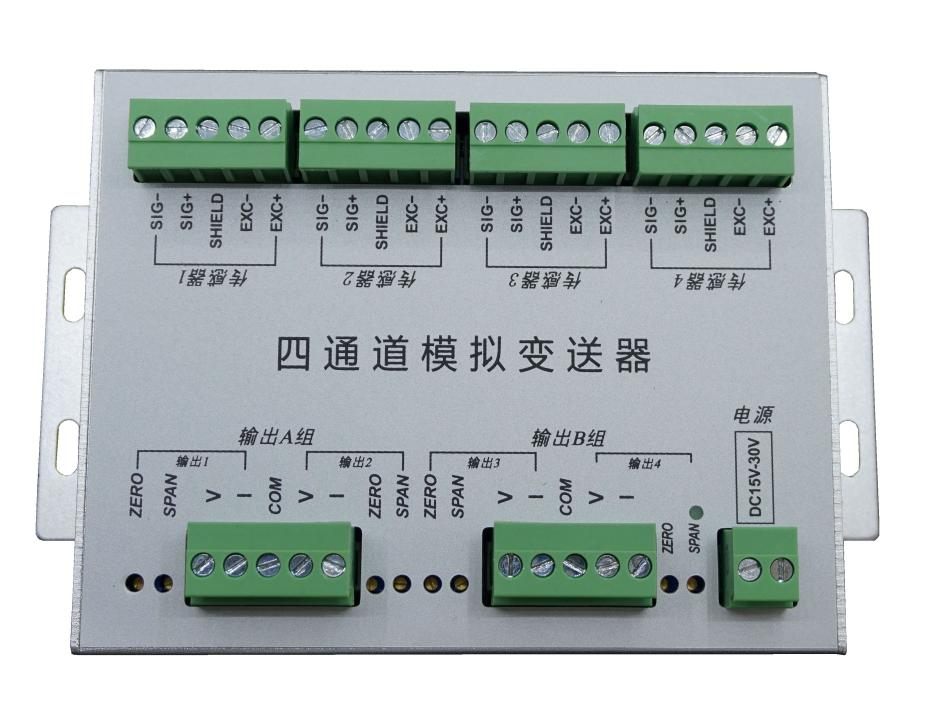 SIG- SIG+ SHIELD EXC- EXC+ SIG- SIG+ SHIELD EXC- EXC+ SIG- SIG+ SHIELD EXC- EXC+ SIG- SIG+ SHIELD EXC- EXC+
传感器1 传感器2 传感器3 传感器4
四通道模拟变送器
电源
输出A组 输出B组
输出1 输出2 输出3 输出4
ZERO SPAN V I COM V I ZERO SPAN ZERO SPAN V I COM V I ZERO SPAN
DC15V-30V